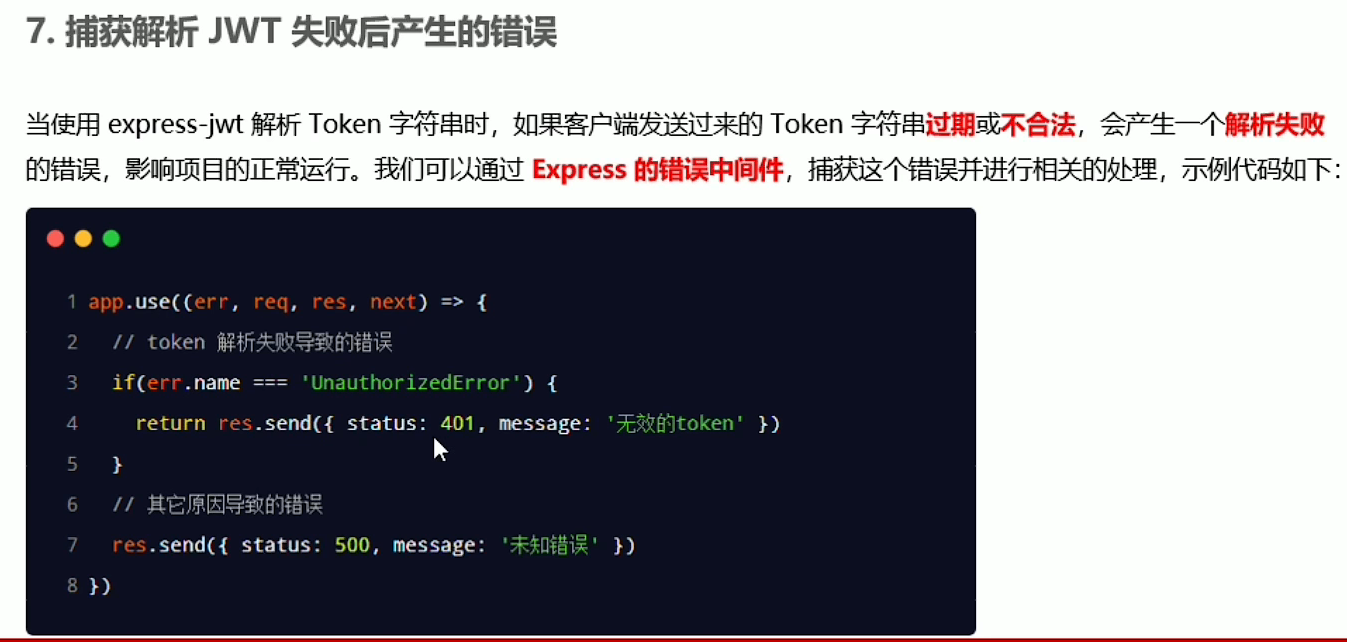 7. 捕获解析 JWT 失败后产生的错误
当使用 express-jwt 解析 Token 字符串时，如果客户端发送过来的 Token 字符串过期或不合法，会产生一个解析失败
的错误，影响项目的正常运行。我们可以通过 Express 的错误中间件，捕获这个错误并进行相关的处理，示例代码如下：
1 app.use((err, req, res, next) => {
2   // token 解析失败导致的错误
3   if(err.name === 'UnauthorizedError') {
4     return res.send({ status: 401, message: '无效的token' })
5   }
6   // 其它原因导致的错误
7   res.send({ status: 500, message: '未知错误' })
8 })